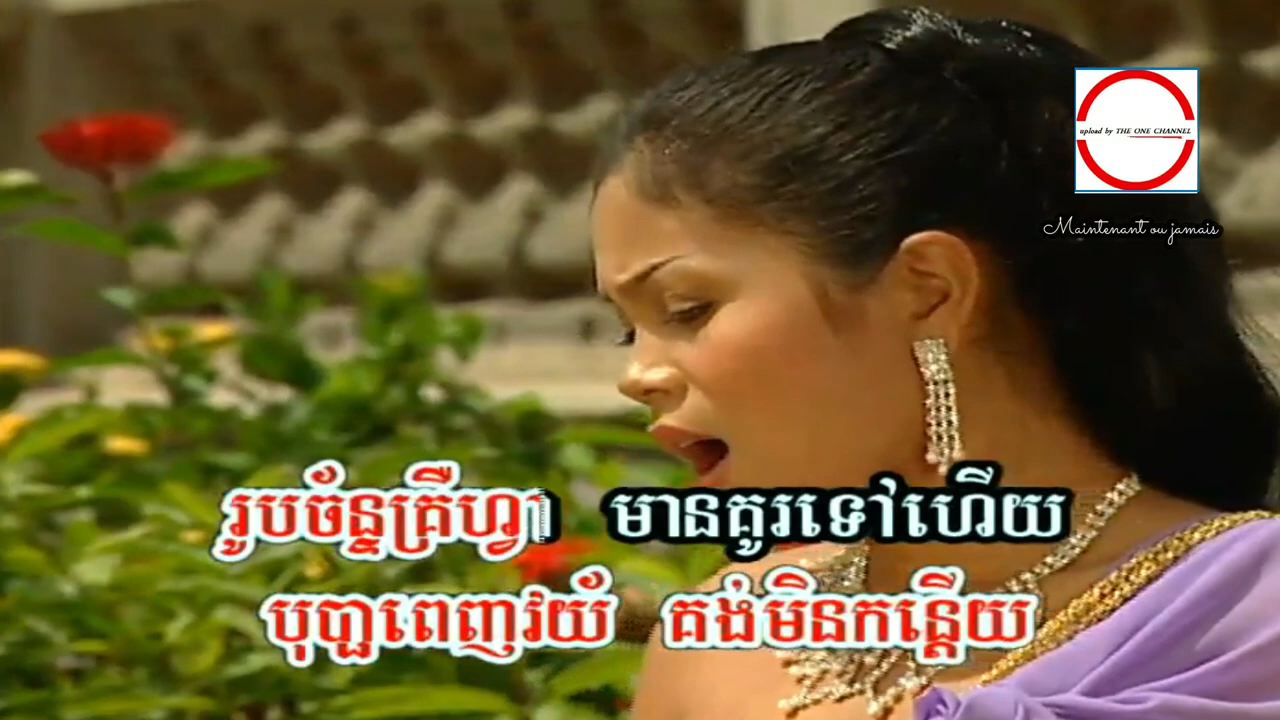 upload by THE ONE CHANNEL
Maintenant ou jamais
រូបច័ន្ទគ្រឹហ្វា មានគូរទៅហើយ
បុប្ផាពេញវយ័ គង់មិនកន្តើយ